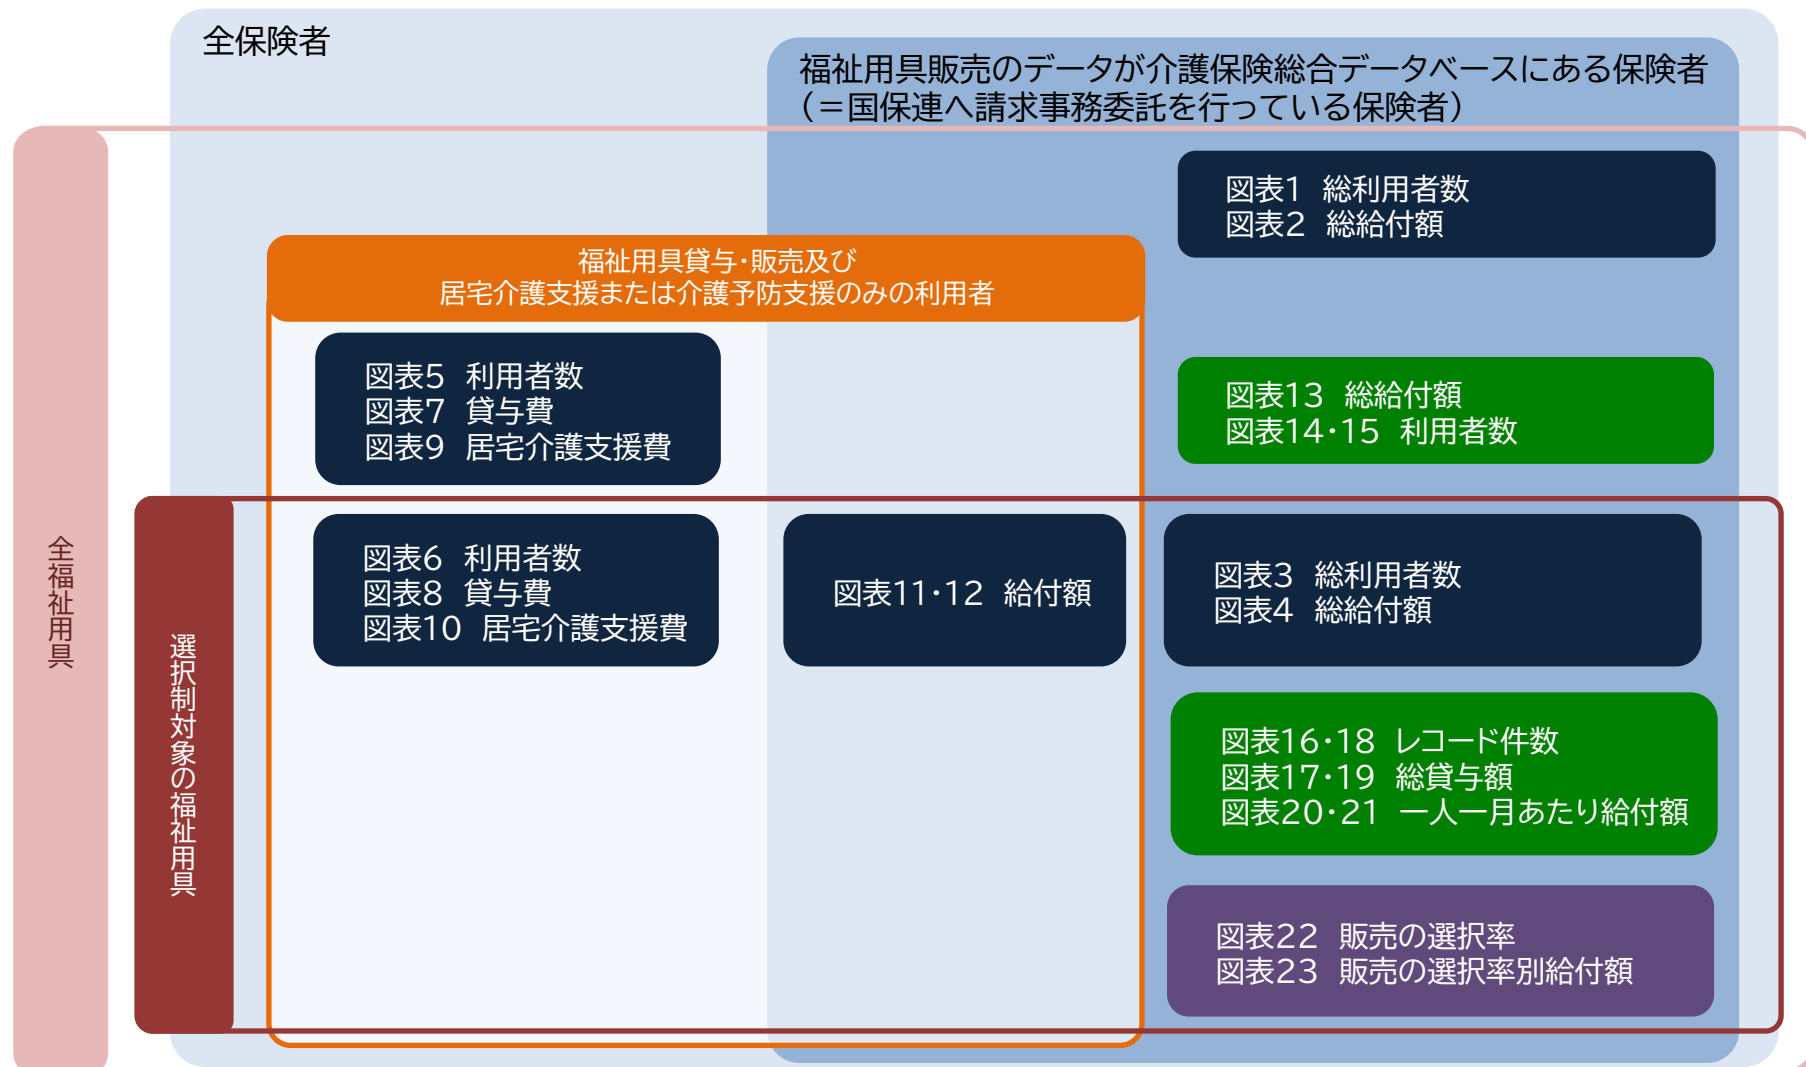 全保険者
福祉用具販売のデータが介護保険総合データベースにある保険者
（＝国保連へ請求事務委託を行っている保険者）
図表1　総利用者数
図表2　総給付額
福祉用具貸与・販売及び
居宅介護支援または介護予防支援のみの利用者
図表5　利用者数
図表7　貸与費
図表9　居宅介護支援費
図表13　総給付額
図表14・15　利用者数
全福祉用具
選択制対象の福祉用具
図表6　利用者数
図表8　貸与費
図表10　居宅介護支援費
図表11・12　給付額
図表3　総利用者数
図表4　総給付額
図表16・18　レコード件数
図表17・19　総貸与額
図表20・21　一人一月あたり給付額
図表22　販売の選択率
図表23　販売の選択率別給付額